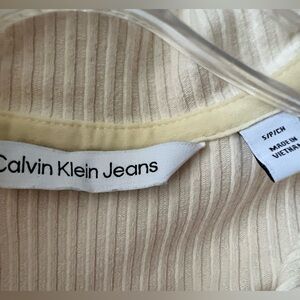 Calvin Klein Jeans
S/P/CH
MADE IN
VIETNAM